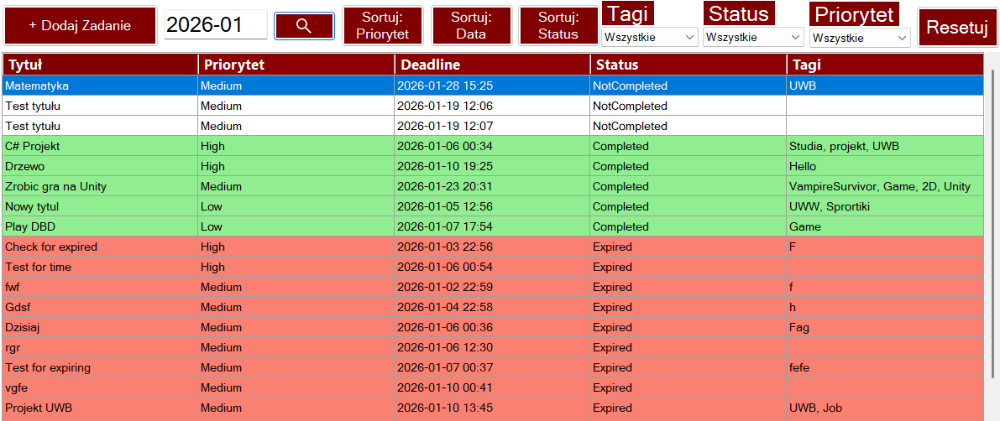 + Dodaj Zadanie
2026-01
Sortuj:
Priorytet
Sortuj:
Data
Sortuj:
Status
Tagi
Wszystkie
Status
Wszystkie
Priorytet
Wszystkie
Resetuj
Tytuł Priorytet Deadline Status Tagi
Matematyka Medium 2026-01-28 15:25 NotCompleted UWB
Test tytułu Medium 2026-01-19 12:06 NotCompleted
Test tytułu Medium 2026-01-19 12:07 NotCompleted
C# Projekt High 2026-01-06 00:34 Completed Studia, projekt, UWB
Drzewo High 2026-01-10 19:25 Completed Hello
Zrobic gra na Unity Medium 2026-01-23 20:31 Completed VampireSurvivor, Game, 2D, Unity
Nowy tytul Low 2026-01-05 12:56 Completed UWW, Sprortiki
Play DBD Low 2026-01-07 17:54 Completed Game
Check for expired High 2026-01-03 22:56 Expired F
Test for time High 2026-01-06 00:54 Expired
fwf Medium 2026-01-02 22:59 Expired f
Gdsf Medium 2026-01-04 22:58 Expired h
Dzisiaj Medium 2026-01-06 00:36 Expired Fag
rgr Medium 2026-01-06 12:30 Expired
Test for expiring Medium 2026-01-07 00:37 Expired fefe
vgfe Medium 2026-01-10 00:41 Expired
Projekt UWB Medium 2026-01-10 13:45 Expired UWB, Job